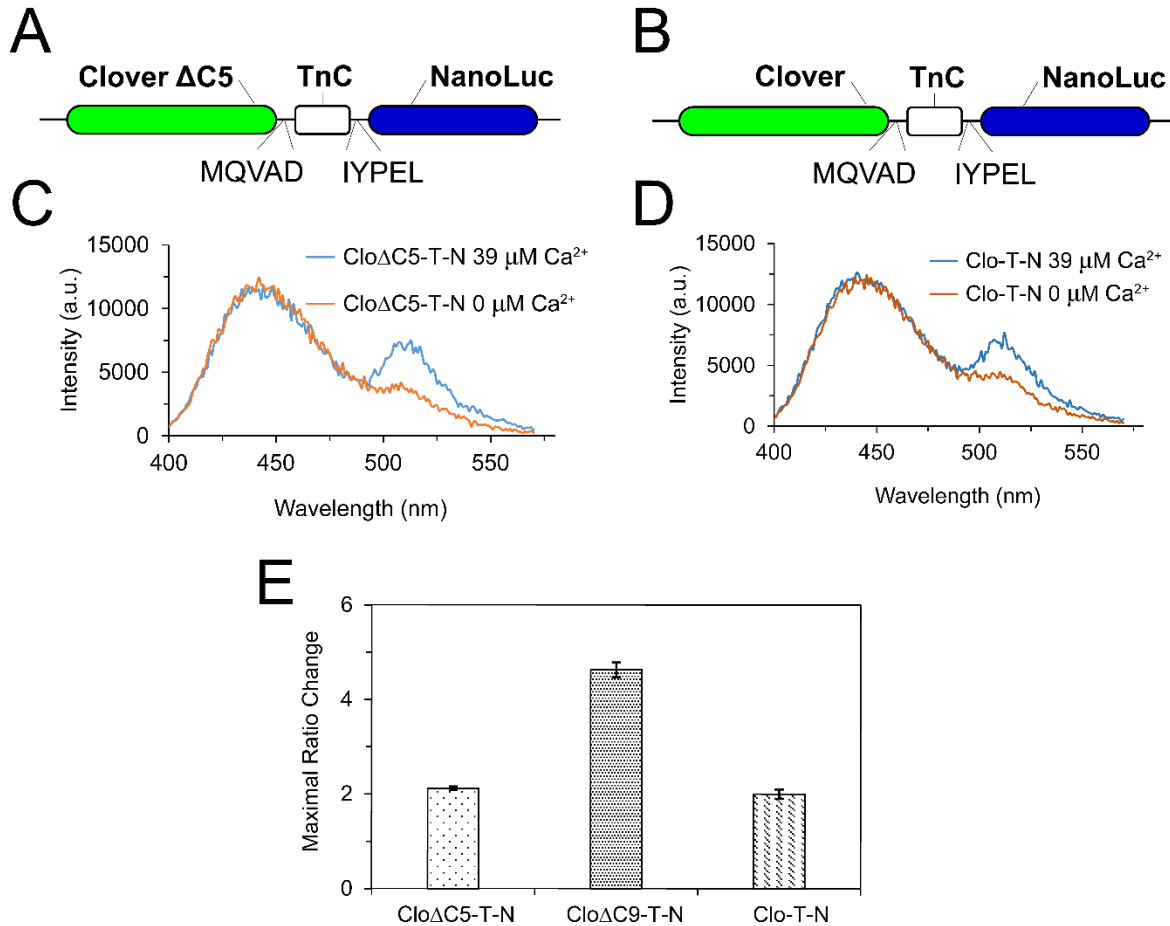 A
Clover ΔC5
TnC
NanoLuc
MQVAD
IYPEL
B
Clover
TnC
NanoLuc
MQVAD
IYPEL
C
15000
10000
5000
0
Intensity (a.u.)
CloΔC5-T-N 39 μM Ca²⁺
CloΔC5-T-N 0 μM Ca²⁺
400
450
500
550
Wavelength (nm)
D
15000
10000
5000
0
Intensity (a.u.)
Clo-T-N 39 μM Ca²⁺
Clo-T-N 0 μM Ca²⁺
400
450
500
550
Wavelength (nm)
E
6
4
2
0
Maximal Ratio Change
CloΔC5-T-N
CloΔC9-T-N
Clo-T-N